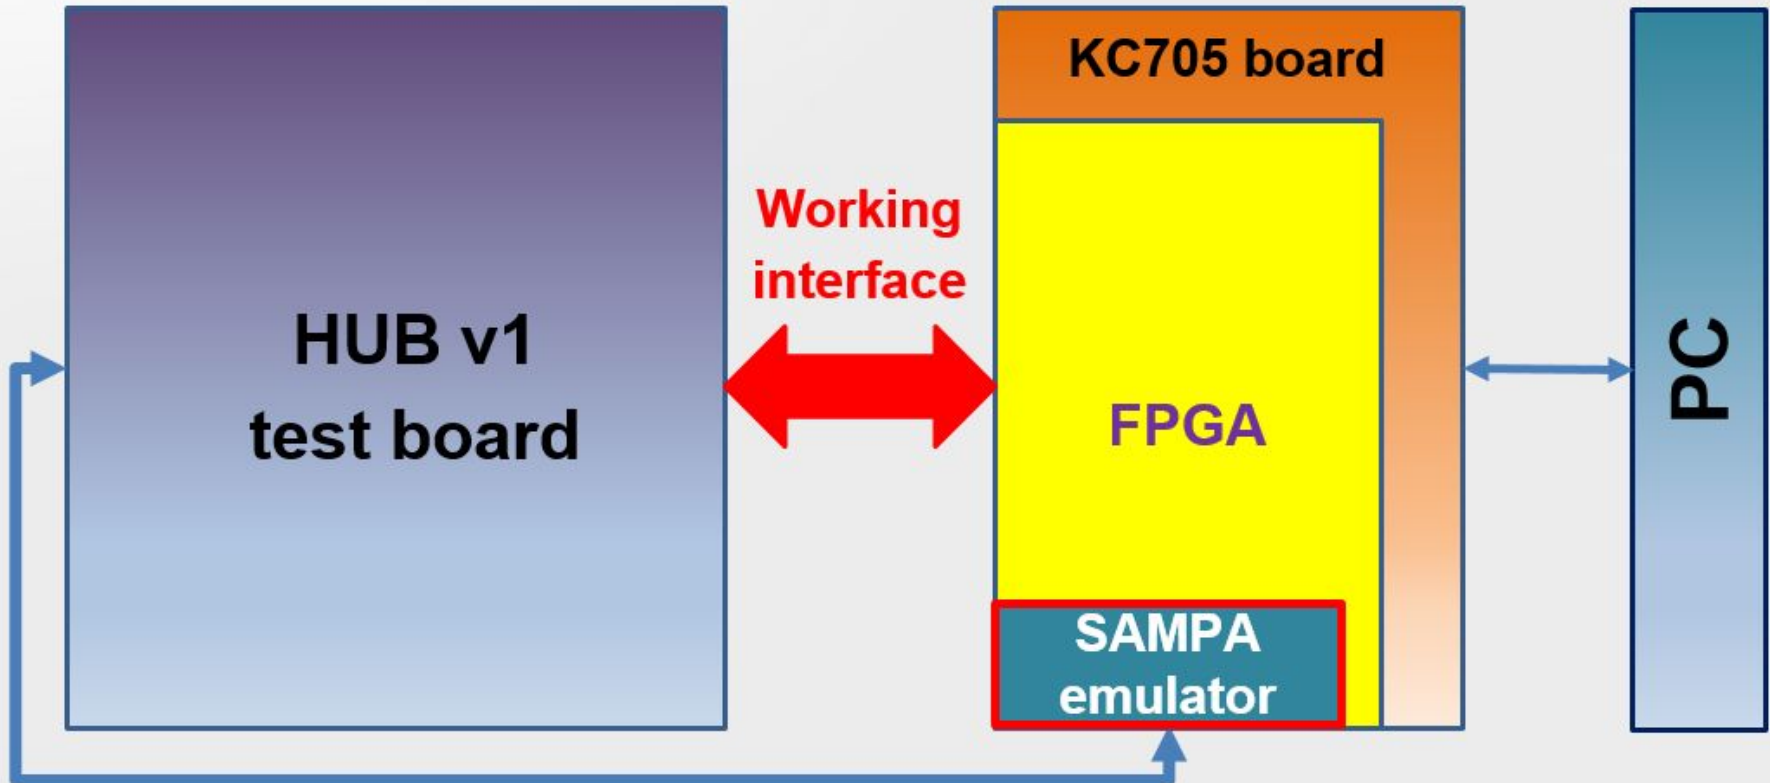 HUB v1
test board
Working
interface
KC705 board
FPGA
SAMPA
emulator
PC